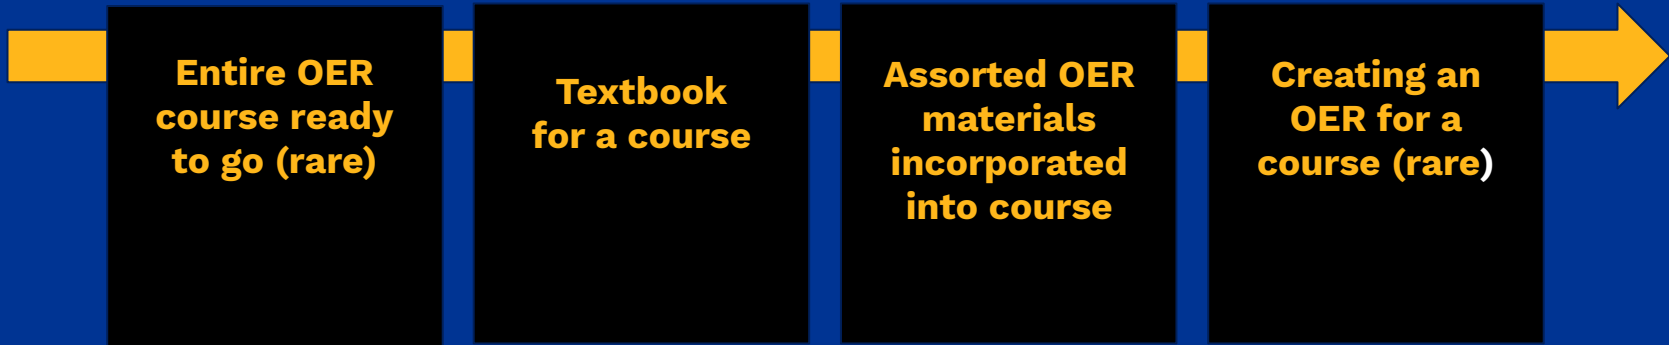 Entire OER
course ready
to go (rare)
Textbook
for a course
Assorted OER
materials
incorporated
into course
Creating an
OER for a
course (rare)